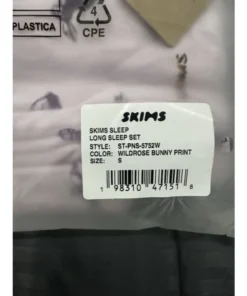 4
CPE
PLASTICA
SKIMS
SKIMS SLEEP
LONG SLEEP SET
STYLE: ST-PNS-5752W
COLOR: WILDROSE BUNNY PRINT
SIZE: S
1 98310 47151 8